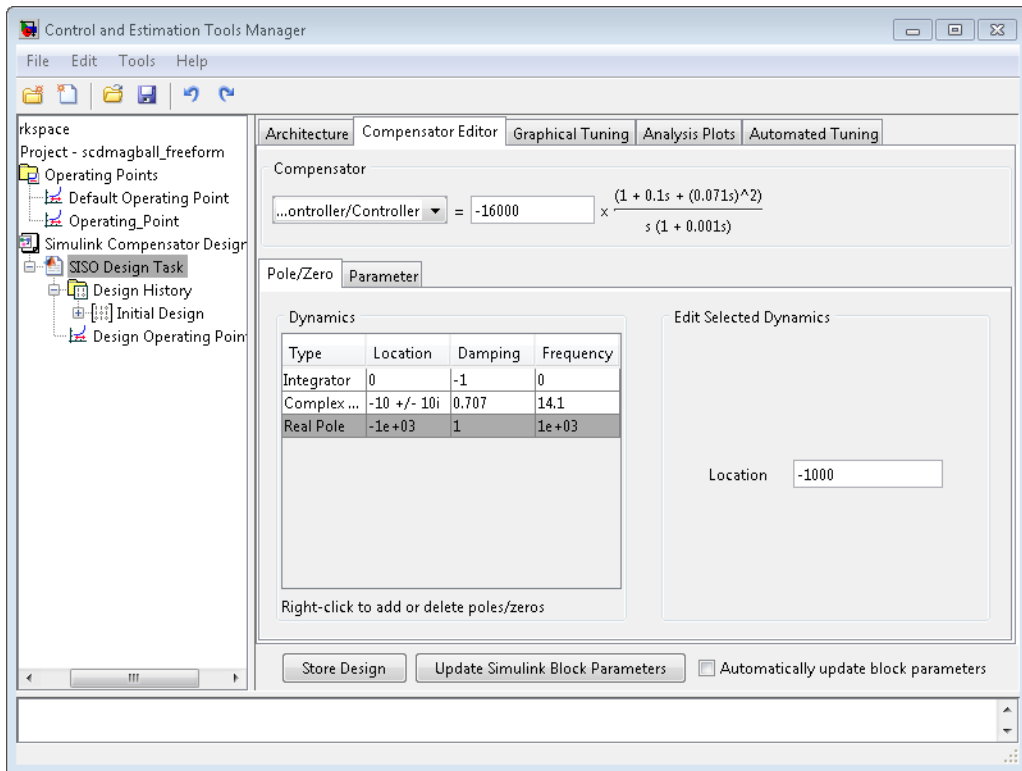 Control and Estimation Tools Manager
File Edit Tools Help
rkspace
Project - scdmagball_freeform
Operating Points
Default Operating Point
Operating_Point
Simulink Compensator Desigr
SISO Design Task
Design History
Initial Design
Design Operating Poin
Architecture Compensator Editor Graphical Tuning Analysis Plots Automated Tuning
Compensator
...ontroller/Controller = -16000 x (1 + 0.1s + (0.071s)^2)
s (1 + 0.001s)
Pole/Zero Parameter
Dynamics
Type Location Damping Frequency
Integrator 0 -1 0
Complex ... -10 +/- 10i 0.707 14.1
Real Pole -1e+03 1 1e+03
Right-click to add or delete poles/zeros
Edit Selected Dynamics
Location -1000
Store Design Update Simulink Block Parameters Automatically update block parameters